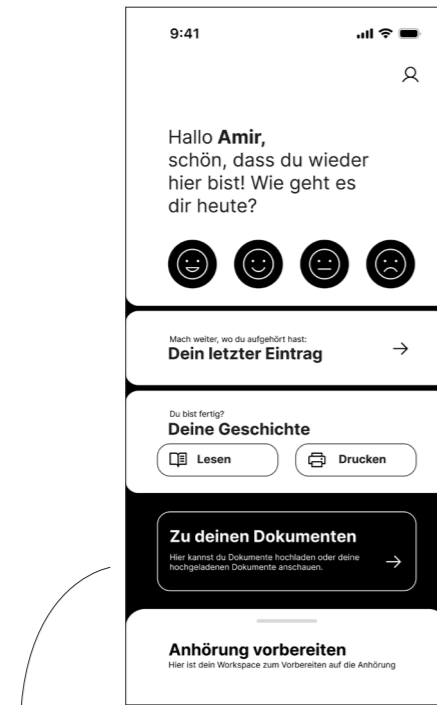 9:41
Hallo Amir,
schön, dass du wieder
hier bist! Wie geht es
dir heute?
Mach weiter, wo du aufgehört hast:
Dein letzter Eintrag
Du bist fertig?
Deine Geschichte
Lesen
Drucken
Zu deinen Dokumenten
Hier kannst du Dokumente hochladen oder deine
hochgeladenen Dokumente anschauen.
Anhörung vorbereiten
Hier ist dein Workspace zum Vorbereiten auf die Anhörung